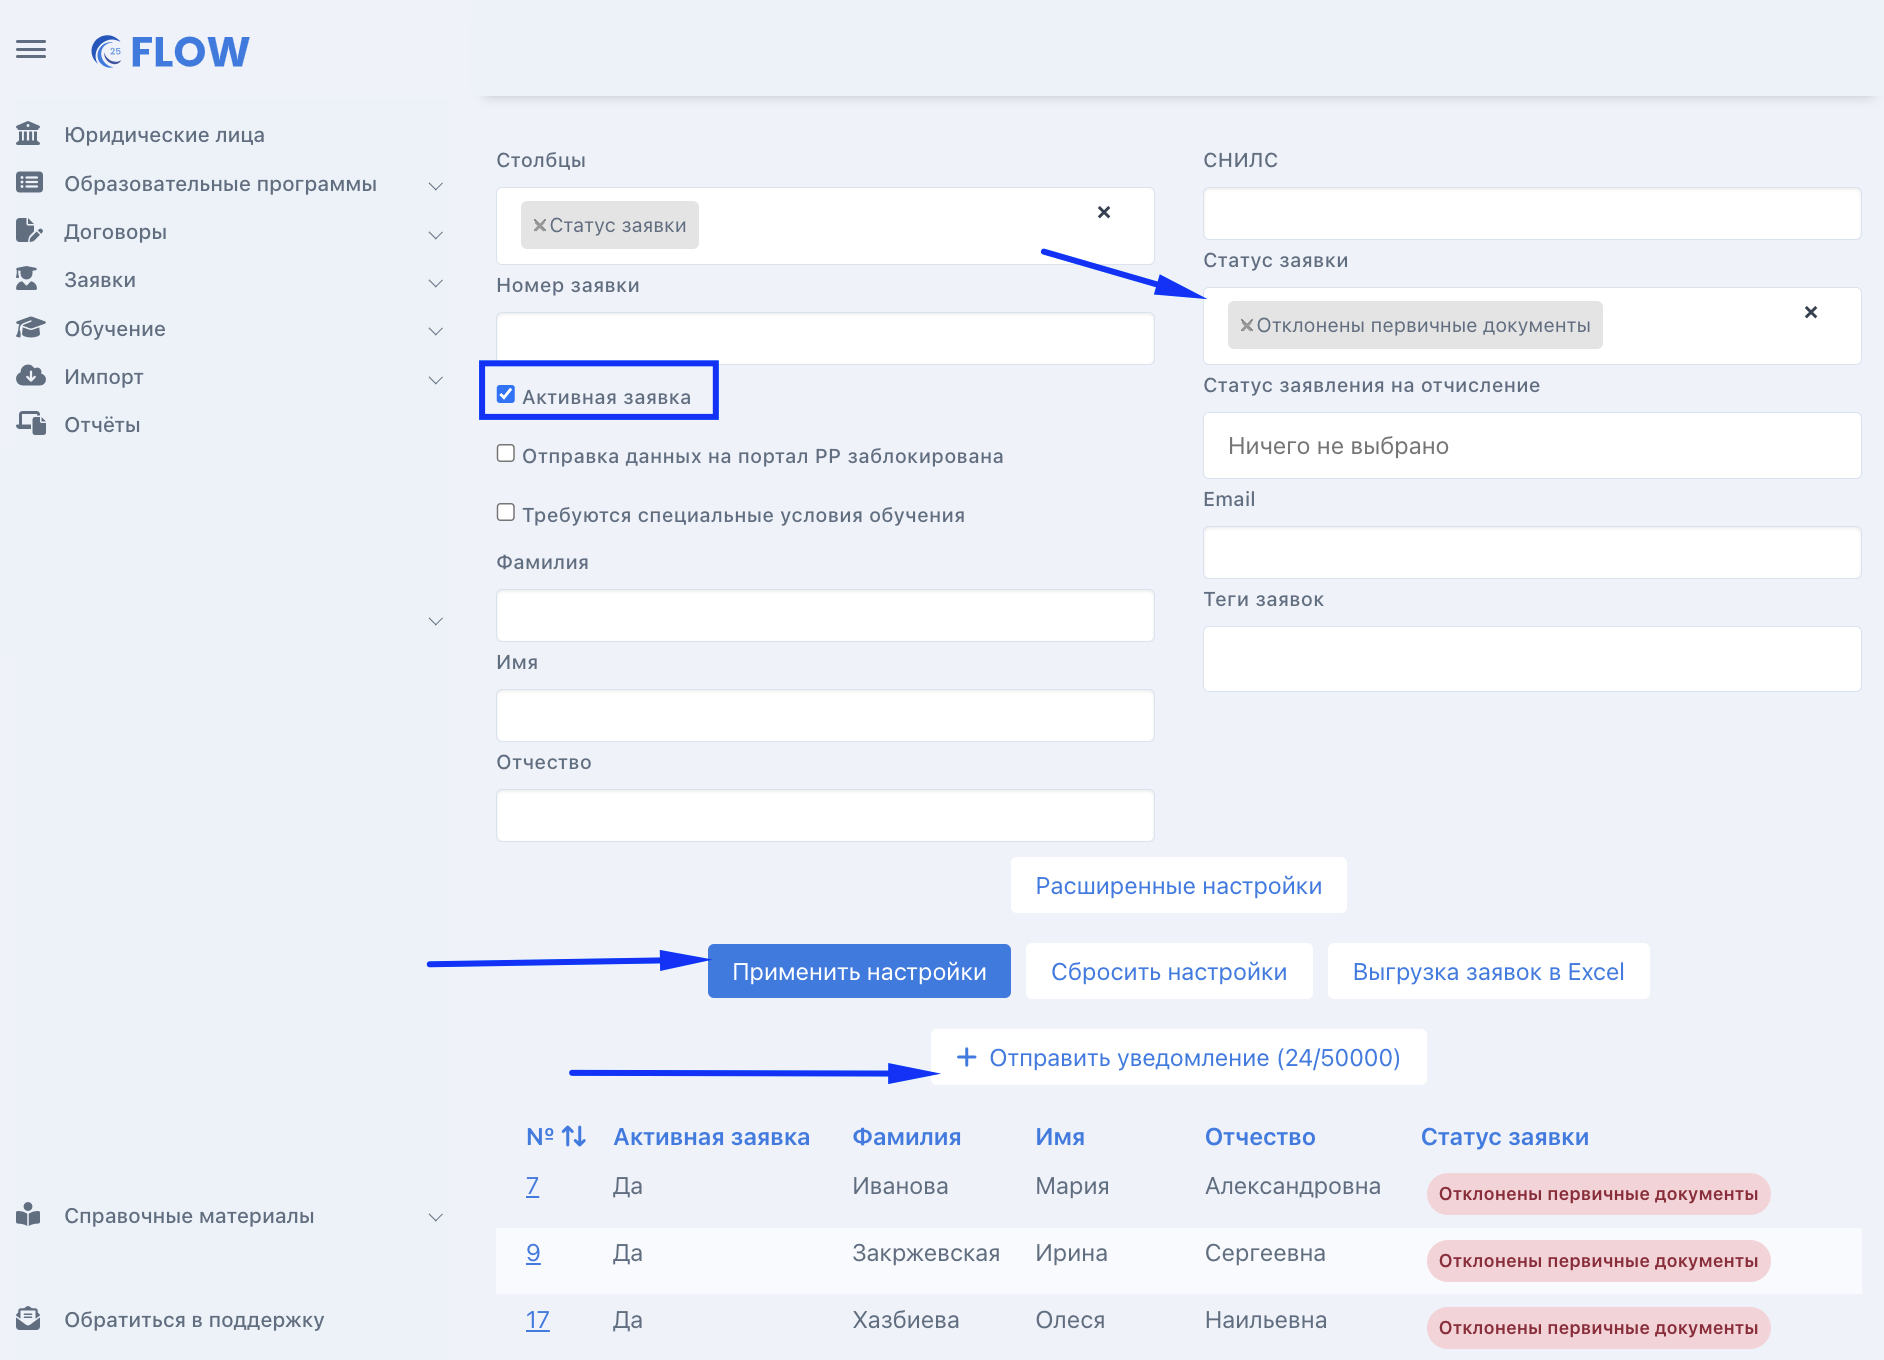 25 FLOW
Юридические лица
Образовательные программы
Договоры
Заявки
Обучение
Импорт
Отчёты
Справочные материалы
Обратиться в поддержку
Столбцы
×Статус заявки ×
Номер заявки
Активная заявка
Отправка данных на портал РР заблокирована
Требуются специальные условия обучения
Фамилия
Имя
Отчество
СНИЛС
Статус заявки
×Отклонены первичные документы ×
Статус заявления на отчисление
Ничего не выбрано
Email
Теги заявок
Расширенные настройки
Применить настройки Сбросить настройки Выгрузка заявок в Excel
+ Отправить уведомление (24/50000)
№ Активная заявка Фамилия Имя Отчество Статус заявки
7 Да Иванова Мария Александровна Отклонены первичные документы
9 Да Закржевская Ирина Сергеевна Отклонены первичные документы
17 Да Хазбиева Олеся Наильевна Отклонены первичные документы